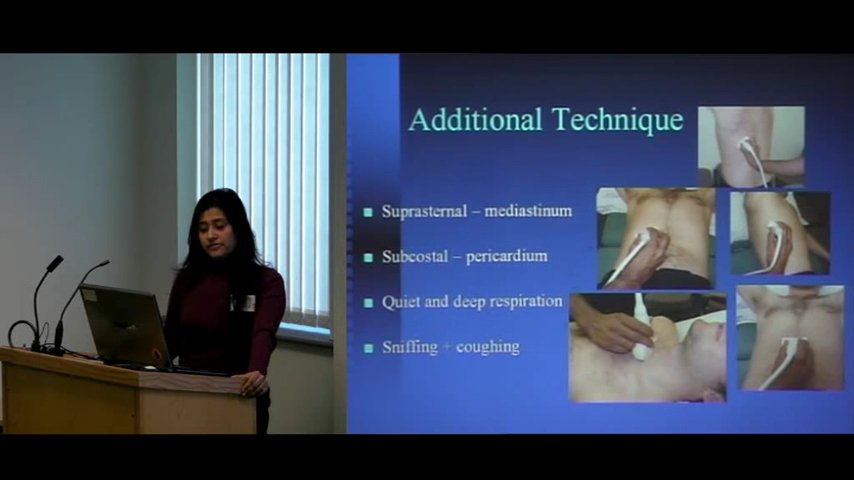 Additional Technique
Suprasternal – mediastinum
Subcostal – pericardium
Quiet and deep respiration
Sniffing + coughing